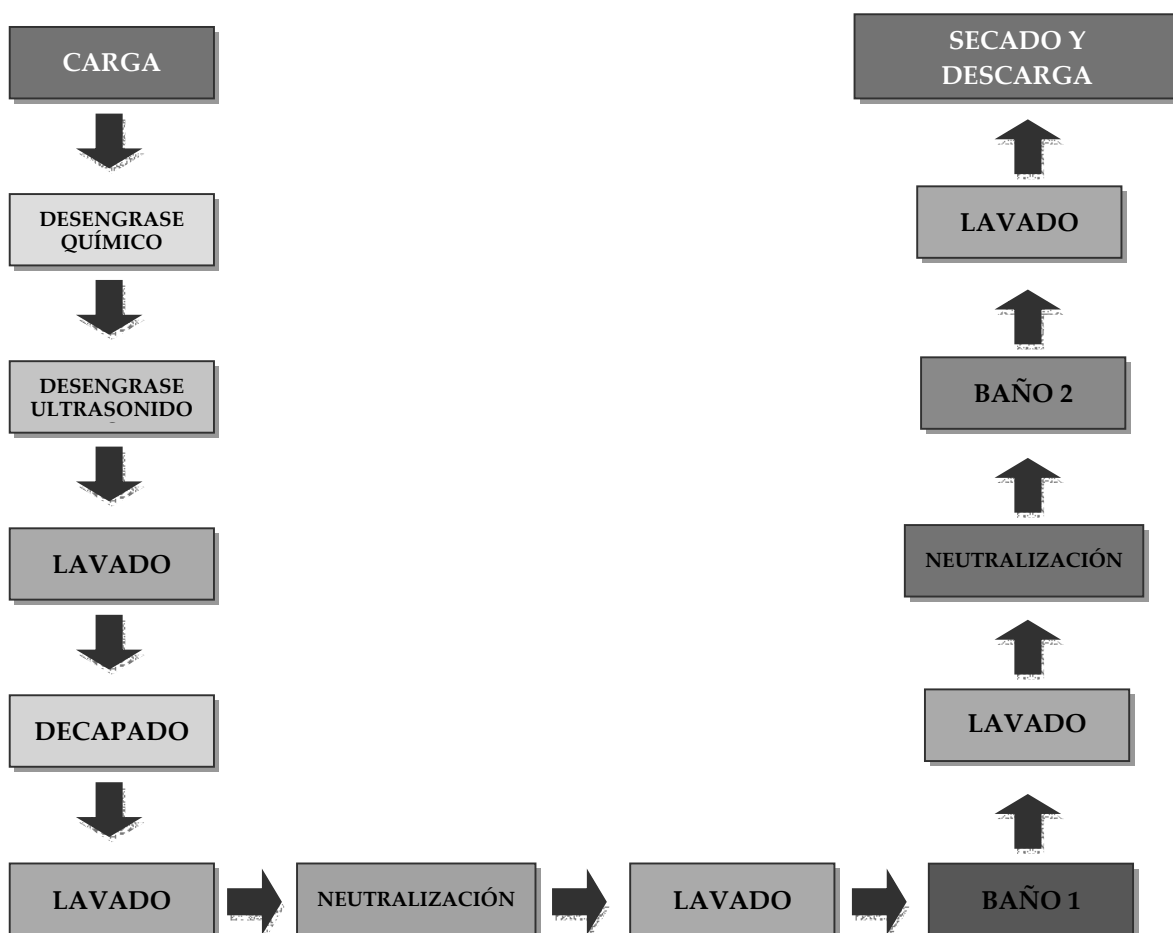 CARGA
DESENGRASE
QUÍMICO
DESENGRASE
ULTRASONIDO
LAVADO
DECAPADO
LAVADO
NEUTRALIZACIÓN
LAVADO
BAÑO 1
LAVADO
NEUTRALIZACIÓN
BAÑO 2
LAVADO
SECADO Y
DESCARGA